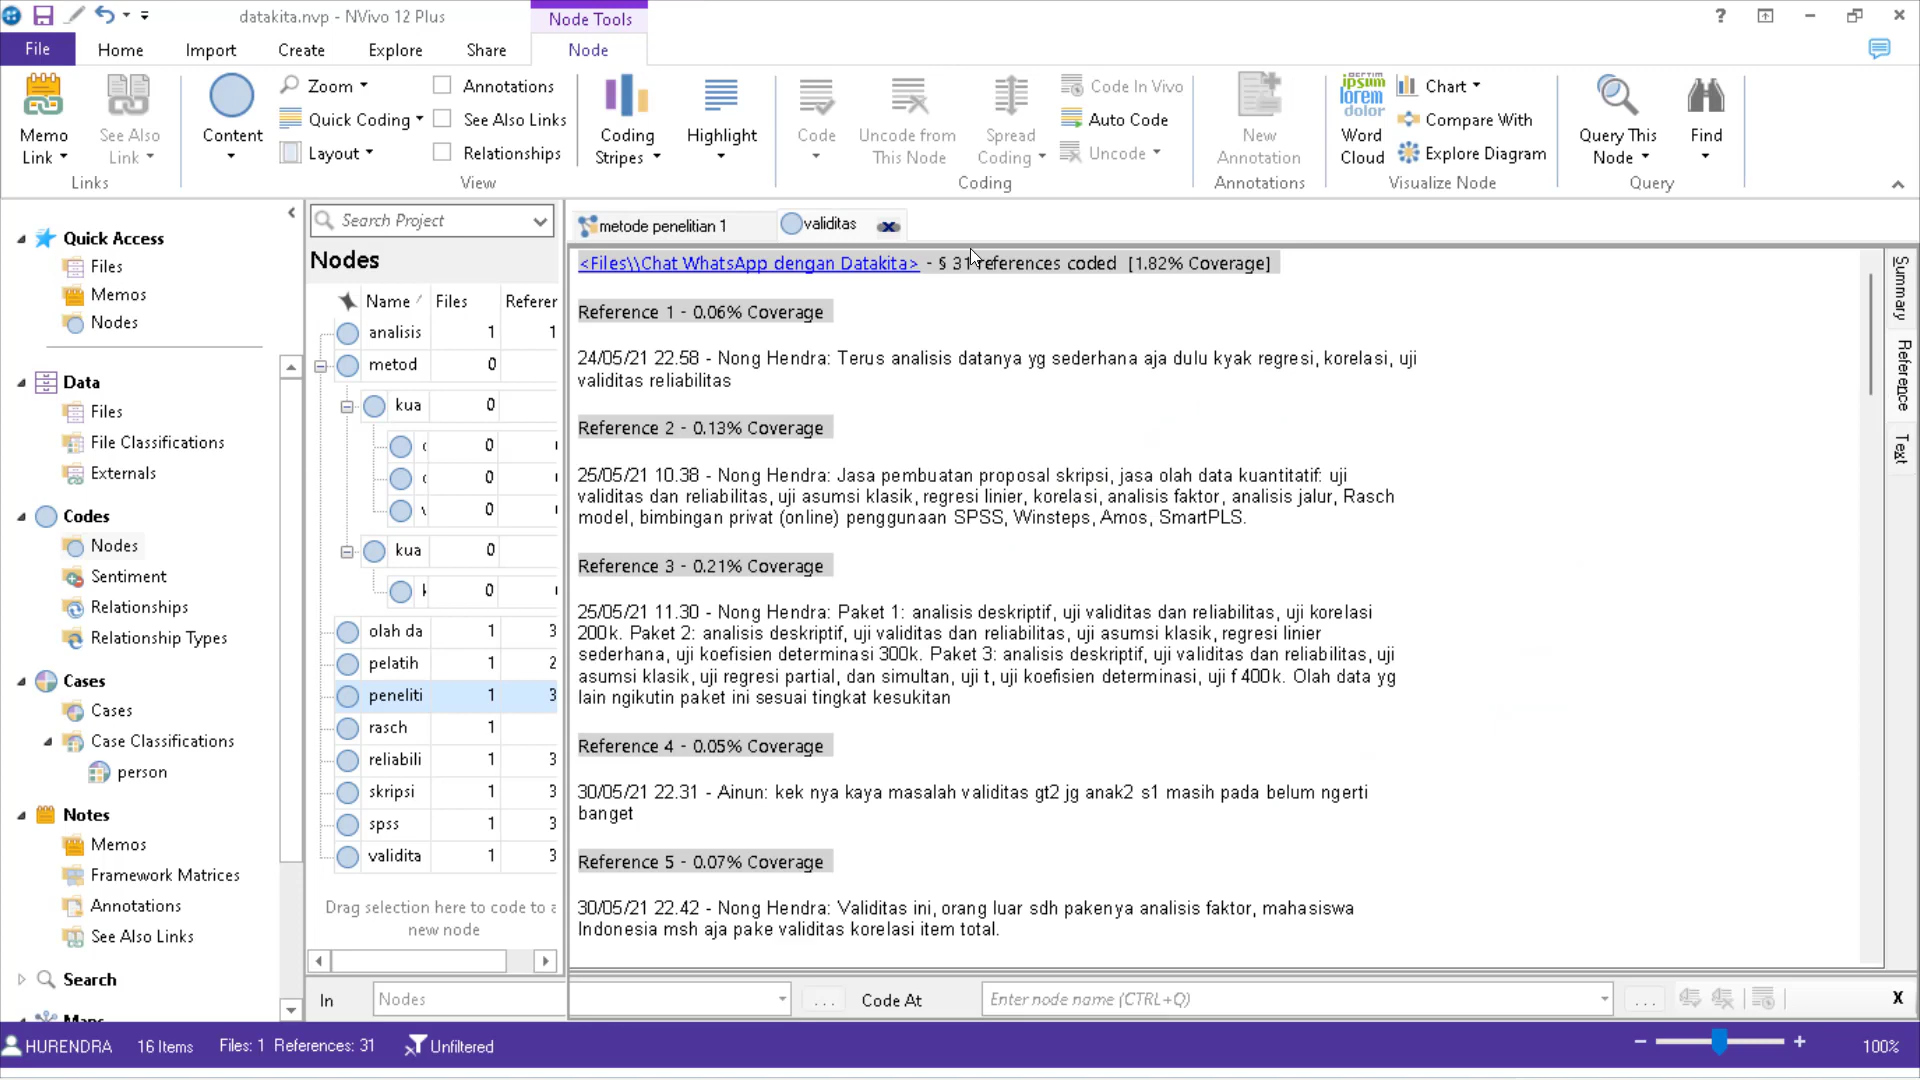 datakita.nvp - NVivo 12 Plus
Node Tools
File
Home
Import
Create
Explore
Share
Node
Memo
Link
See Also
Link
Links
Content
Zoom
Quick Coding
Layout
Annotations
See Also Links
Relationships
View
Coding
Stripes
Highlight
Code
Uncode from
This Node
Spread
Coding
Code In Vivo
Auto Code
Uncode
Coding
New
Annotation
Annotations
ipsum
lorem
dolor
Word
Cloud
Chart
Compare With
Explore Diagram
Visualize Node
Query This
Node
Find
Query
Quick Access
Files
Memos
Nodes
Data
Files
File Classifications
Externals
Codes
Nodes
Sentiment
Relationships
Relationship Types
Cases
Cases
Case Classifications
person
Notes
Memos
Framework Matrices
Annotations
See Also Links
Search
Maps
Search Project
Nodes
Name Files Referer
analisis 1 1
metod 0
kua 0
0
0
0
kua 0
0
olah da 1 3
pelatih 1 2
peneliti 1 3
rasch 1
reliabili 1 3
skripsi 1 3
spss 1 3
validita 1 3
Drag selection here to code to a
new node
metode penelitian 1
validitas
<Files\\Chat WhatsApp dengan Datakita> - § 31 references coded [1.82% Coverage]
Reference 1 - 0.06% Coverage
24/05/21 22.58 - Nong Hendra: Terus analisis datanya yg sederhana aja dulu kyak regresi, korelasi, uji
validitas reliabilitas
Reference 2 - 0.13% Coverage
25/05/21 10.38 - Nong Hendra: Jasa pembuatan proposal skripsi, jasa olah data kuantitatif: uji
validitas dan reliabilitas, uji asumsi klasik, regresi linier, korelasi, analisis faktor, analisis jalur, Rasch
model, bimbingan privat (online) penggunaan SPSS, Winsteps, Amos, SmartPLS.
Reference 3 - 0.21% Coverage
25/05/21 11.30 - Nong Hendra: Paket 1: analisis deskriptif, uji validitas dan reliabilitas, uji korelasi
200k. Paket 2: analisis deskriptif, uji validitas dan reliabilitas, uji asumsi klasik, regresi linier
sederhana, uji koefisien determinasi 300k. Paket 3: analisis deskriptif, uji validitas dan reliabilitas, uji
asumsi klasik, uji regresi partial, dan simultan, uji t, uji koefisien determinasi, uji f 400k. Olah data yg
lain ngikutin paket ini sesuai tingkat kesukitan
Reference 4 - 0.05% Coverage
30/05/21 22.31 - Ainun: kek nya kaya masalah validitas gt2 jg anak2 s1 masih pada belum ngerti
banget
Reference 5 - 0.07% Coverage
30/05/21 22.42 - Nong Hendra: Validitas ini, orang luar sdh pakenya analisis faktor, mahasiswa
Indonesia msh aja pake validitas korelasi item total.
Summary
Reference
Text
In
Nodes
...
Code At
Enter node name (CTRL+Q)
...
X
HURENDRA
16 Items
Files: 1 References: 31
Unfiltered
100%